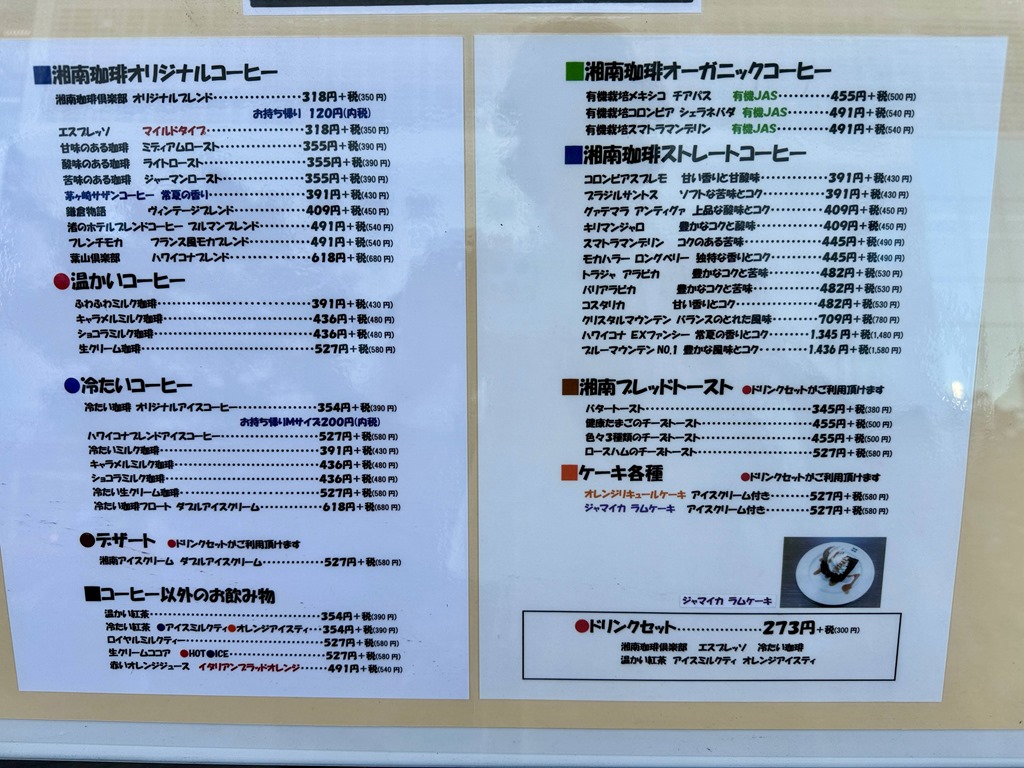 ■湘南珈琲オリジナルコーヒー
湘南珈琲倶楽部 オリジナルブレンド・・・・・・・・・・・・318円+税(350円)
お持ち帰り 120円(内税)
エスプレッソ マイルドタイプ・・・・・・・・・・・・318円+税(350円)
甘味のある珈琲 ミディアムロースト・・・・・・・・・・・・355円+税(390円)
酸味のある珈琲 ライトロースト・・・・・・・・・・・・355円+税(390円)
苦味のある珈琲 ジャーマンロースト・・・・・・・・・・・・355円+税(390円)
茅ヶ崎サザンコーヒー 常夏の香り・・・・・・・・・・・・391円+税(430円)
鎌倉物語 ヴィンテージブレンド・・・・・・・・・・・・409円+税(450円)
渚のホテルブレンドコーヒー ブルマンブレンド・・・・・・・・491円+税(540円)
フレンチモカ フランス風モカブレンド・・・・・・・・491円+税(540円)
葉山倶楽部 ハワイコナブレンド・・・・・・・・・・・・618円+税(680円)
●温かいコーヒー
ふわふわミルク珈琲・・・・・・・・・・・・391円+税(430円)
キャラメルミルク珈琲・・・・・・・・・・・・436円+税(480円)
ショコラミルク珈琲・・・・・・・・・・・・436円+税(480円)
生クリーム珈琲・・・・・・・・・・・・527円+税(580円)
●冷たいコーヒー
冷たい珈琲 オリジナルアイスコーヒー・・・・・・・・・・・・354円+税(390円)
お持ち帰りMサイズ200円(内税)
ハワイコナブレンドアイスコーヒー・・・・・・・・・・・・527円+税(580円)
冷たいミルク珈琲・・・・・・・・・・・・391円+税(430円)
キャラメルミルク珈琲・・・・・・・・・・・・436円+税(480円)
ショコラミルク珈琲・・・・・・・・・・・・436円+税(480円)
冷たい生クリーム珈琲・・・・・・・・・・・・527円+税(580円)
冷たい珈琲フロート ダブルアイスクリーム・・・・・・・・618円+税(680円)
●デザート ●ドリンクセットがご利用頂けます
湘南アイスクリーム ダブルアイスクリーム・・・・・・・・527円+税(580円)
■コーヒー以外のお飲み物
温かい紅茶・・・・・・・・・・・・354円+税(390円)
冷たい紅茶 ●アイスミルクティ●オレンジアイスティ・・・354円+税(390円)
ロイヤルミルクティ・・・・・・・・・・・・527円+税(580円)
生クリームココア ●HOT●ICE・・・・・・・・・・・・527円+税(580円)
赤いオレンジジュース イタリアンブラッドオレンジ・・・・・491円+税(540円)
■湘南珈琲オーガニックコーヒー
有機栽培メキシコ チアパス 有機JAS・・・・・・・・455円+税(500円)
有機栽培コロンビア シェラネバダ 有機JAS・・・・・・・・491円+税(540円)
有機栽培スマトラマンデリン 有機JAS・・・・・・・・491円+税(540円)
■湘南珈琲ストレートコーヒー
コロンビアスプレモ 甘い香りと甘酸味・・・・・・・・391円+税(430円)
ブラジルサントス ソフトな苦味とコク・・・・・・・・391円+税(430円)
グァテマラ アンティグァ 上品な酸味とコク・・・・・・・・409円+税(450円)
キリマンジャロ 豊かなコクと酸味・・・・・・・・409円+税(450円)
スマトラマンデリン コクのある苦味・・・・・・・・445円+税(490円)
モカハラー ロングベリー 独特な香りとコク・・・・・・・・445円+税(490円)
トラジャ アラビカ 豊かなコクと苦味・・・・・・・・482円+税(530円)
バリアラビカ 豊かなコクと苦味・・・・・・・・482円+税(530円)
コスタリカ 甘い香りとコク・・・・・・・・482円+税(530円)
クリスタルマウンテン バランスのとれた風味・・・・・・・・709円+税(780円)
ハワイコナ EXファンシー 常夏の香りとコク・・・・・・・・1.345円+税(1,480円)
ブルーマウンテンNO.1 豊かな風味とコク・・・・・・・・1.436円+税(1,580円)
■湘南ブレッドトースト ●ドリンクセットがご利用頂けます
バタートースト・・・・・・・・・・・・345円+税(380円)
健康たまごのチーズトースト・・・・・・・・・・・・455円+税(500円)
色々3種類のチーズトースト・・・・・・・・・・・・455円+税(500円)
ロースハムのチーズトースト・・・・・・・・・・・・527円+税(580円)
■ケーキ各種 ●ドリンクセットがご利用頂けます
オレンジリキュールケーキ アイスクリーム付き・・・・・・・・527円+税(580円)
ジャマイカ ラムケーキ アイスクリーム付き・・・・・・・・527円+税(580円)
ジャマイカ ラムケーキ
●ドリンクセット・・・・・・・・・・・・273円+税(300円)
湘南珈琲倶楽部 エスプレッソ 冷たい珈琲
温かい紅茶 アイスミルクティ オレンジアイスティ